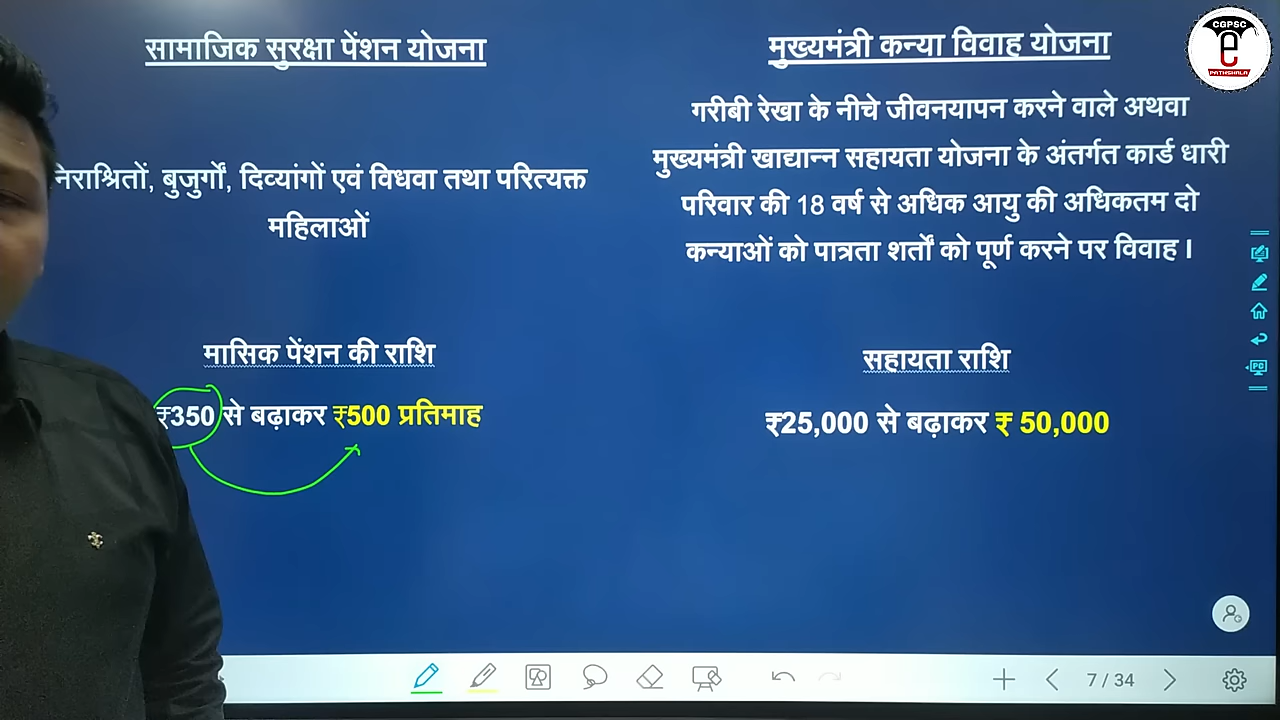 सामाजिक सुरक्षा पेंशन योजना
बुजुर्गों, दिव्यांगों एवं विधवा तथा परित्यक्त
महिलाओं
मासिक पेंशन की राशि
₹350 से बढ़ाकर ₹500 प्रतिमाह
मुख्यमंत्री कन्या विवाह योजना
गरीबी रेखा के नीचे जीवनयापन करने वाले अथवा
मुख्यमंत्री खाद्यान्न सहायता योजना के अंतर्गत कार्ड धारी
परिवार की 18 वर्ष से अधिक आयु की अधिकतम दो
कन्याओं को पात्रता शर्तों को पूर्ण करने पर विवाह ।
सहायता राशि
₹25,000 से बढ़ाकर ₹ 50,000
CGPSC
e
PATHSHALA
7 / 34